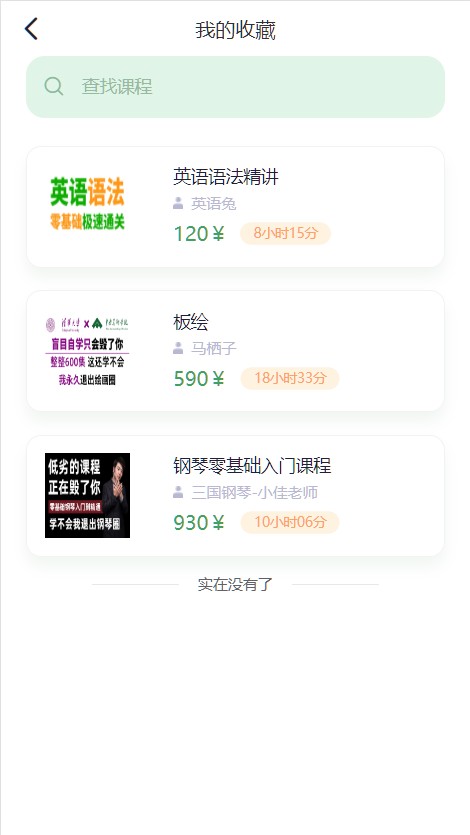 我的收藏
查找课程
英语语法
零基础极速通关
英语语法精讲
英语兔
120￥
8小时15分
清华大学 x
盲目自学只会毁了你
整整600集 这还学不会
我永久退出绘画圈
板绘
马栖子
590￥
18小时33分
低劣的课程
正在毁了你
零基础钢琴入门到精通
学不会我退出钢琴圈
钢琴零基础入门课程
三国钢琴-小佳老师
930￥
10小时06分
实在没有了